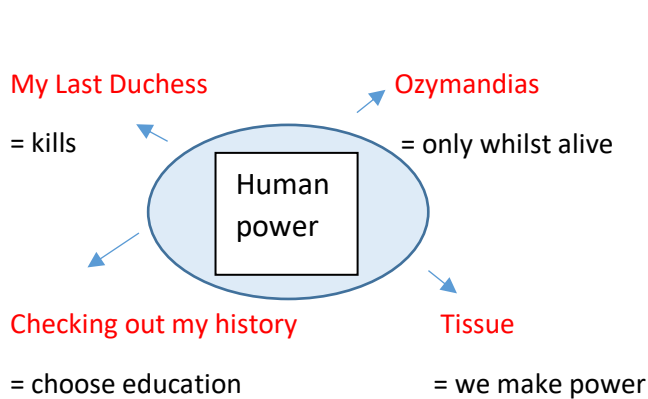 My Last Duchess
= kills
Ozymandias
= only whilst alive
Human
power
Checking out my history
= choose education
Tissue
= we make power